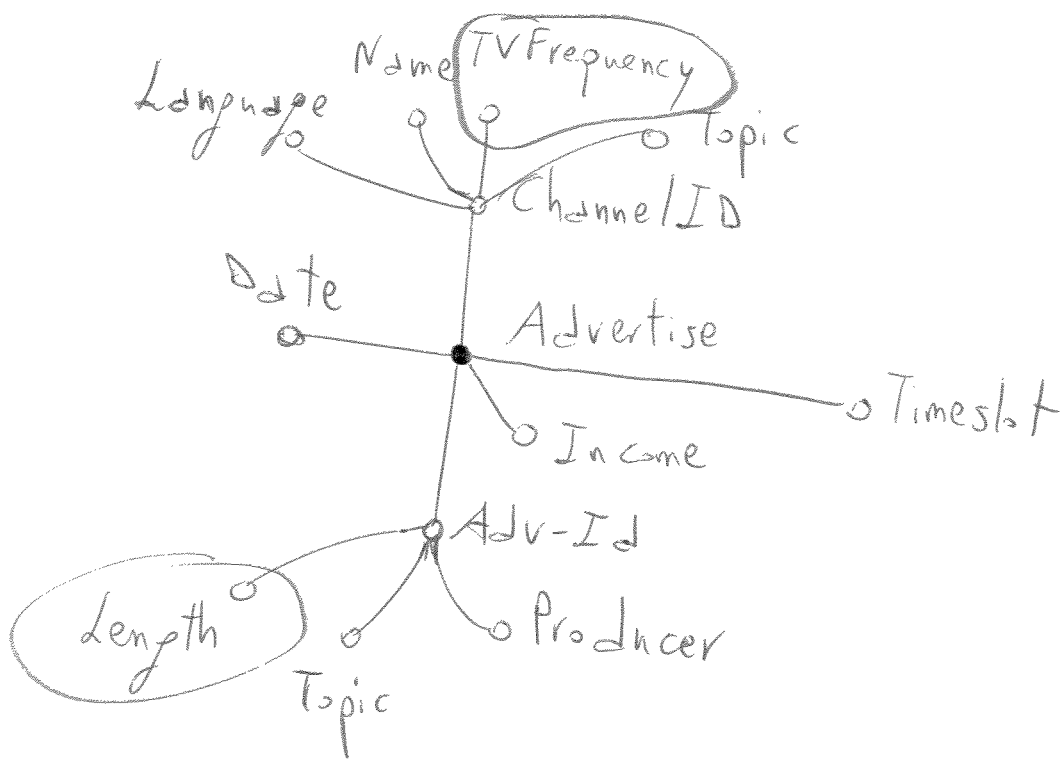 Name
TVFrequency
Language
Topic
ChannelID
Date
Advertise
Timeslot
Income
Adv-Id
Length
Producer
Topic